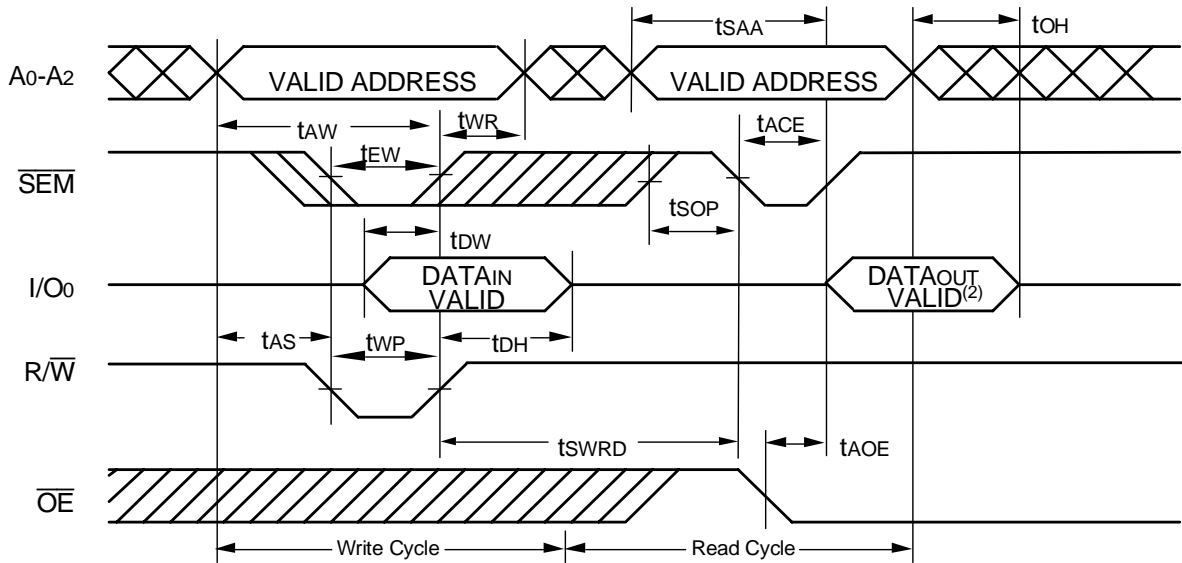 tSAA
tOH
A0-A2
VALID ADDRESS
VALID ADDRESS
tAW
tWR
tACE
tEW
SEM
tSOP
tDW
I/O0
DATAIN
VALID
DATAOUT
VALID(2)
tAS
tWP
tDH
R/W
tSWRD
tAOE
OE
Write Cycle
Read Cycle